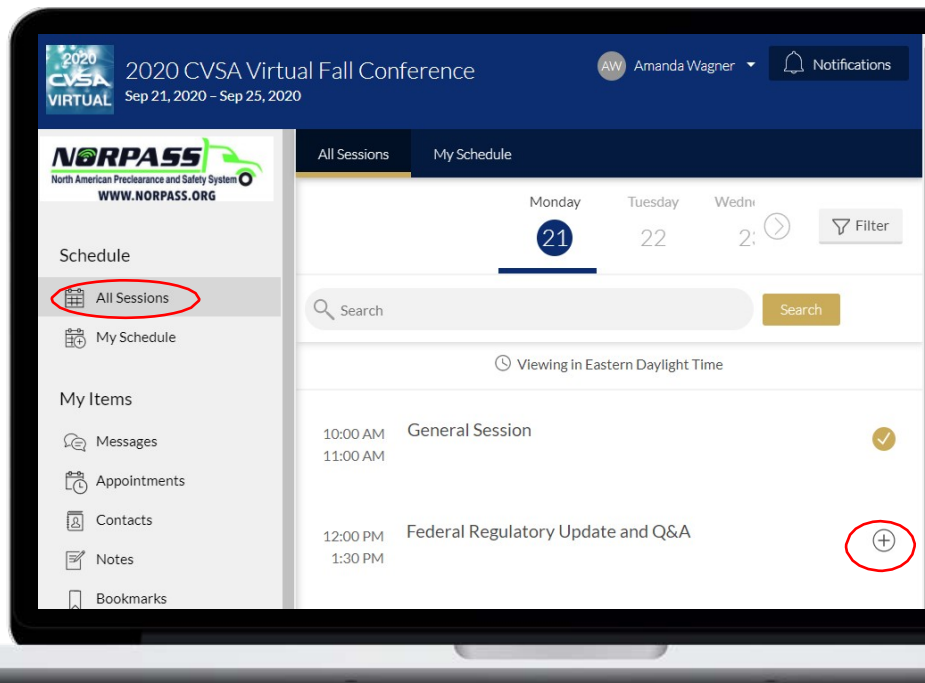 2020
CVSA
VIRTUAL
2020 CVSA Virtual Fall Conference
Sep 21, 2020 – Sep 25, 2020
AW Amanda Wagner
Notifications
NORPASS
North American Preclearance and Safety System
WWW.NORPASS.ORG
All Sessions My Schedule
Monday Tuesday
21 22
Filter
Schedule
All Sessions
My Schedule
Search Search
Viewing in Eastern Daylight Time
My Items
Messages
Appointments
Contacts
Notes
Bookmarks
10:00 AM General Session
11:00 AM
12:00 PM Federal Regulatory Update and Q&A
1:30 PM